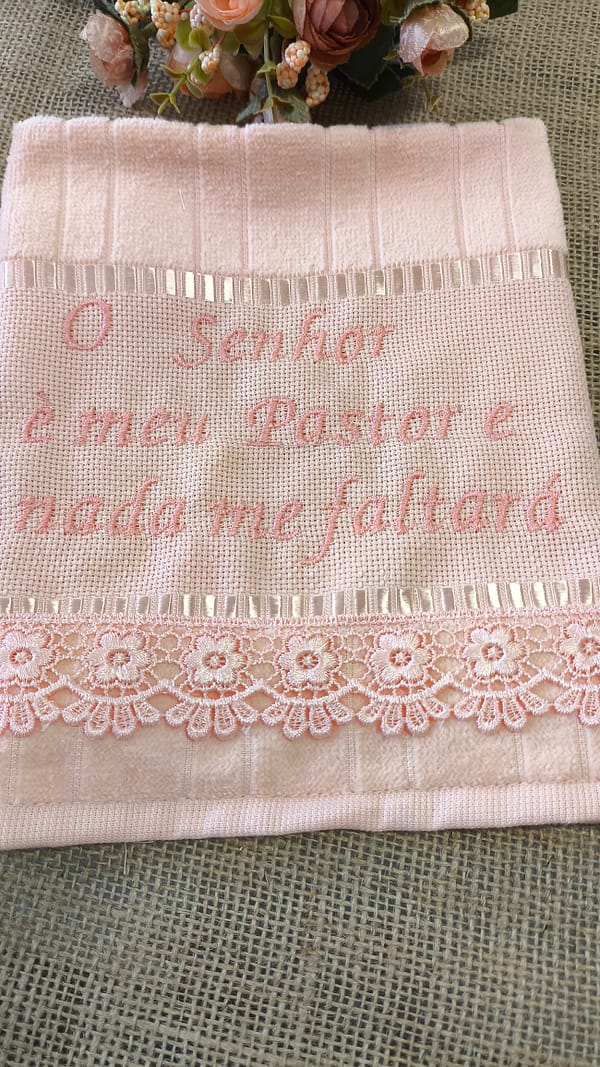 O Senhor
è meu Pastor e
nada me faltará